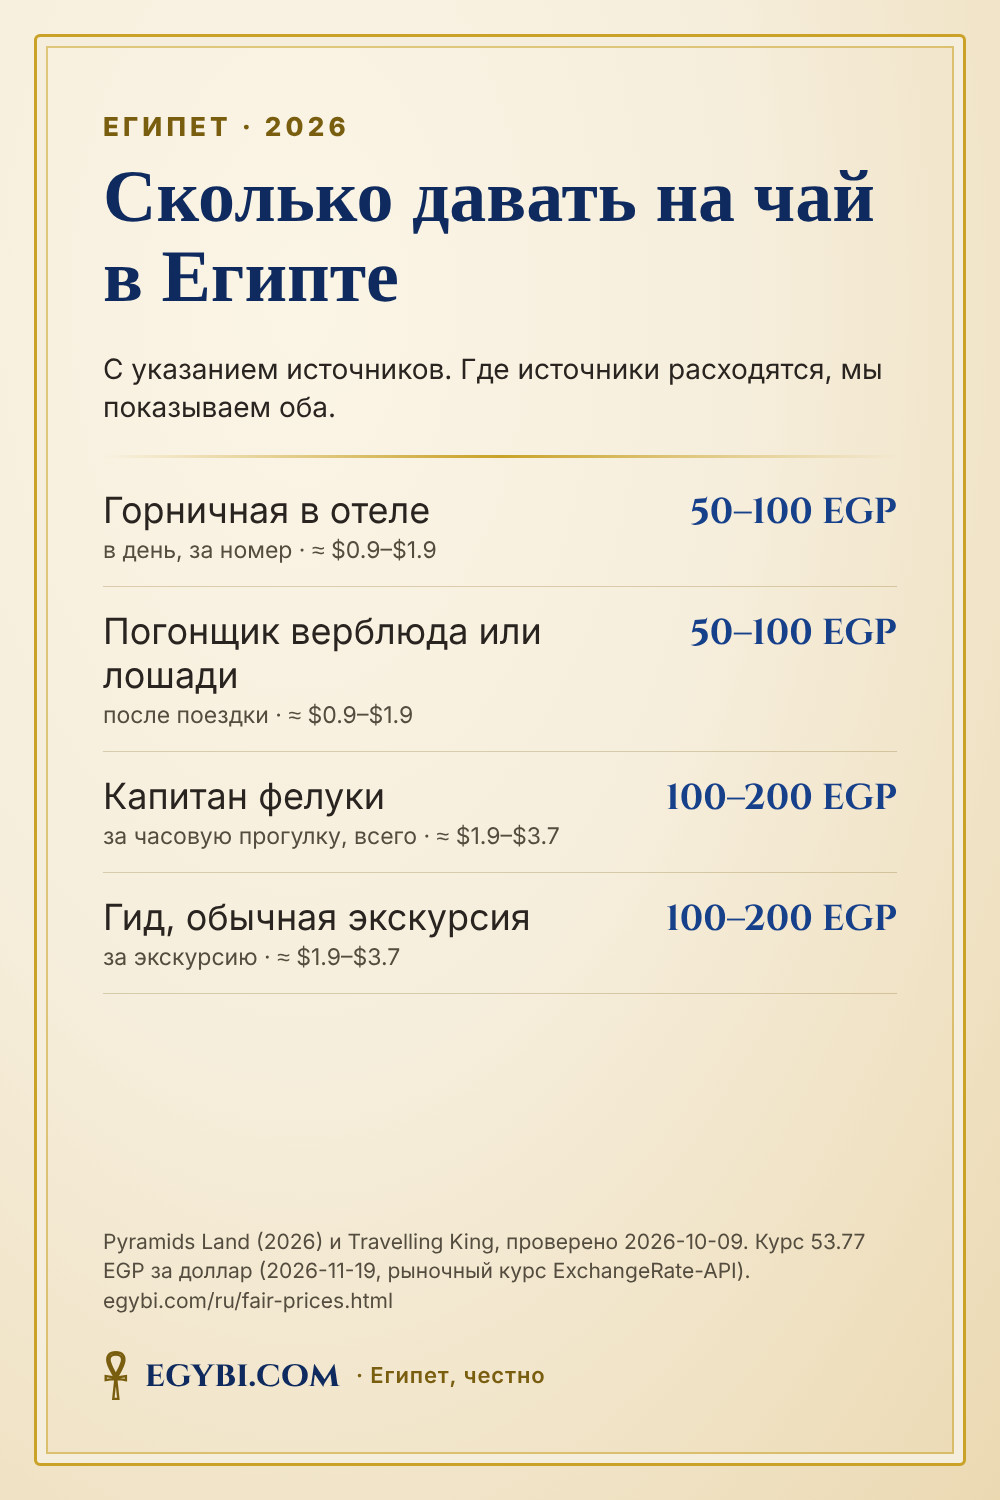 ЕГИПЕТ · 2026
Сколько давать на чай
в Египте
С указанием источников. Где источники расходятся, мы
показываем оба.
Горничная в отеле 50–100 EGP
в день, за номер · ≈ $0.9–$1.9
Погонщик верблюда или 50–100 EGP
лошади
после поездки · ≈ $0.9–$1.9
Капитан фелуки 100–200 EGP
за часовую прогулку, всего · ≈ $1.9–$3.7
Гид, обычная экскурсия 100–200 EGP
за экскурсию · ≈ $1.9–$3.7
Pyramids Land (2026) и Travelling King, проверено 2026-10-09. Курс 53.77
EGP за доллар (2026-11-19, рыночный курс ExchangeRate-API).
egybi.com/ru/fair-prices.html
EGYBI.COM · Египет, честно